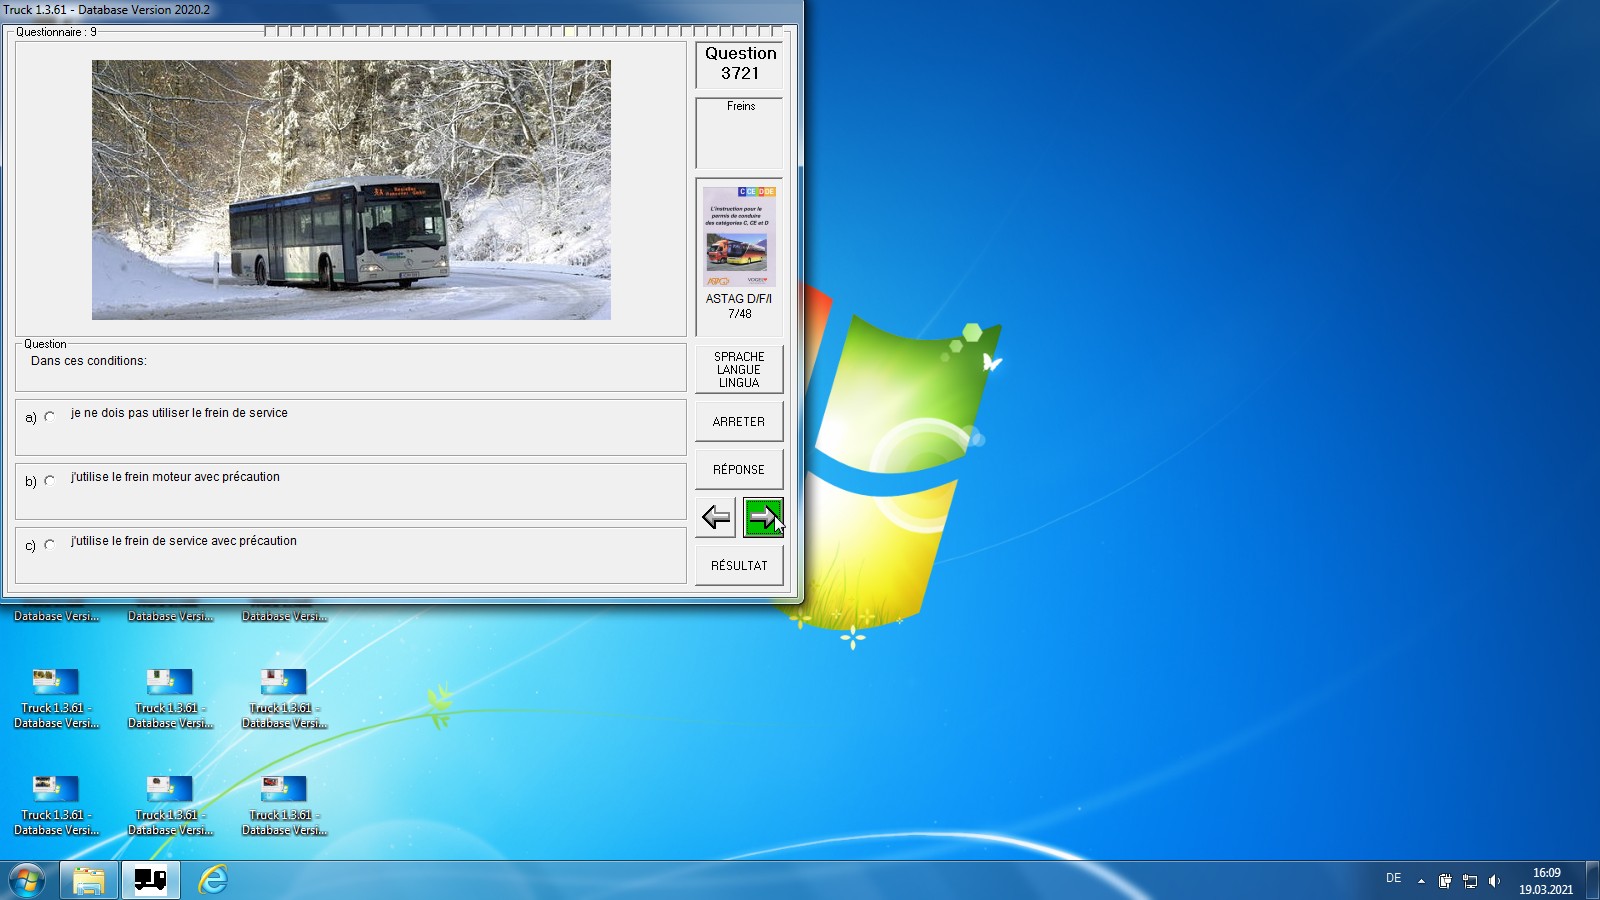 Truck 1.3.61 - Database Version 2020.2
Questionnaire : 9
Question
3721
Freins
C CE D DE
L'instruction pour le
permis de conduire
des catégories C, CE et D
ASTAG D/F/I
7/48
Question
Dans ces conditions:
SPRACHE
LANGUE
LINGUA
a) je ne dois pas utiliser le frein de service
ARRETER
b) j'utilise le frein moteur avec précaution
RÉPONSE
c) j'utilise le frein de service avec précaution
RÉSULTAT
Database Versi... Database Versi... Database Versi...
Truck 1.3.61 - Truck 1.3.61 - Truck 1.3.61 -
Database Versi... Database Versi... Database Versi...
Truck 1.3.61 - Truck 1.3.61 - Truck 1.3.61 -
Database Versi... Database Versi... Database Versi...
DE
16:09
19.03.2021